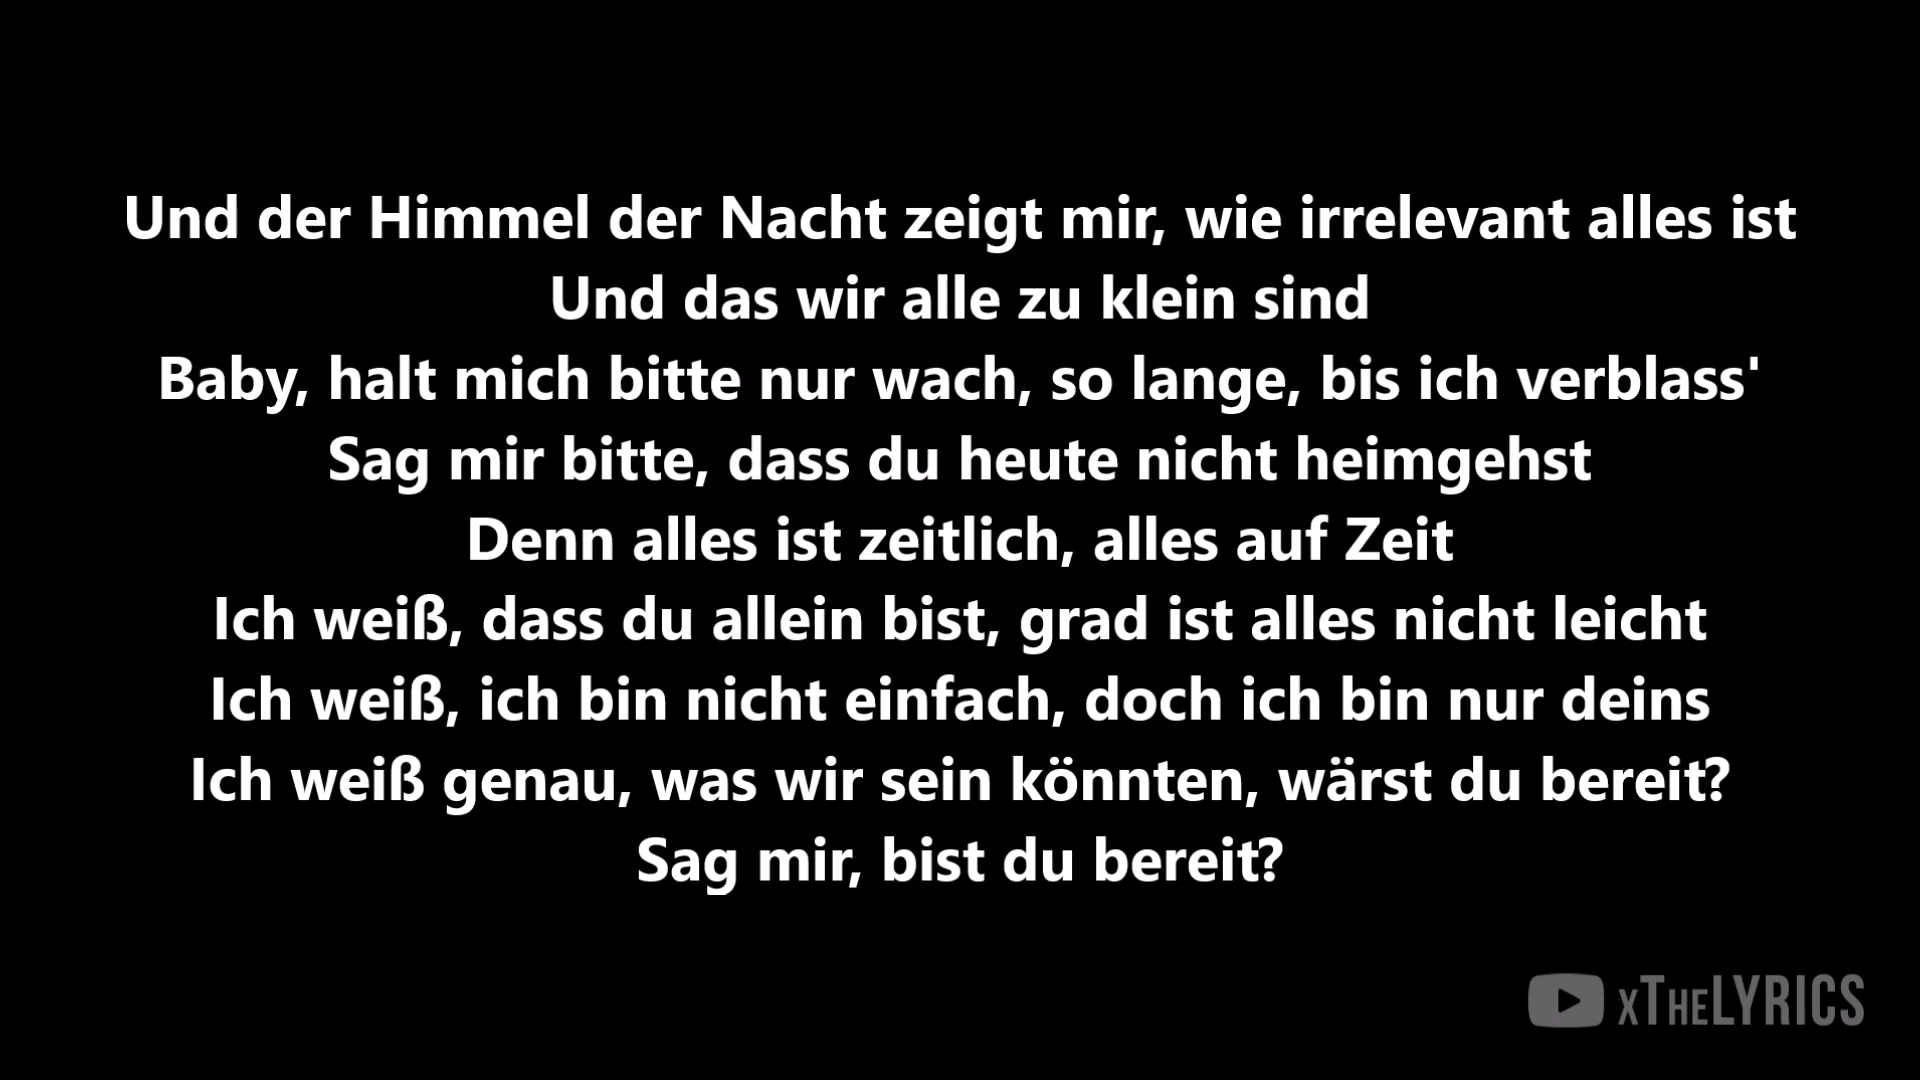 Und der Himmel der Nacht zeigt mir, wie irrelevant alles ist
Und das wir alle zu klein sind
Baby, halt mich bitte nur wach, so lange, bis ich verblass'
Sag mir bitte, dass du heute nicht heimgehst
Denn alles ist zeitlich, alles auf Zeit
Ich weiß, dass du allein bist, grad ist alles nicht leicht
Ich weiß, ich bin nicht einfach, doch ich bin nur deins
Ich weiß genau, was wir sein könnten, wärst du bereit?
Sag mir, bist du bereit?
xTheLYRICS